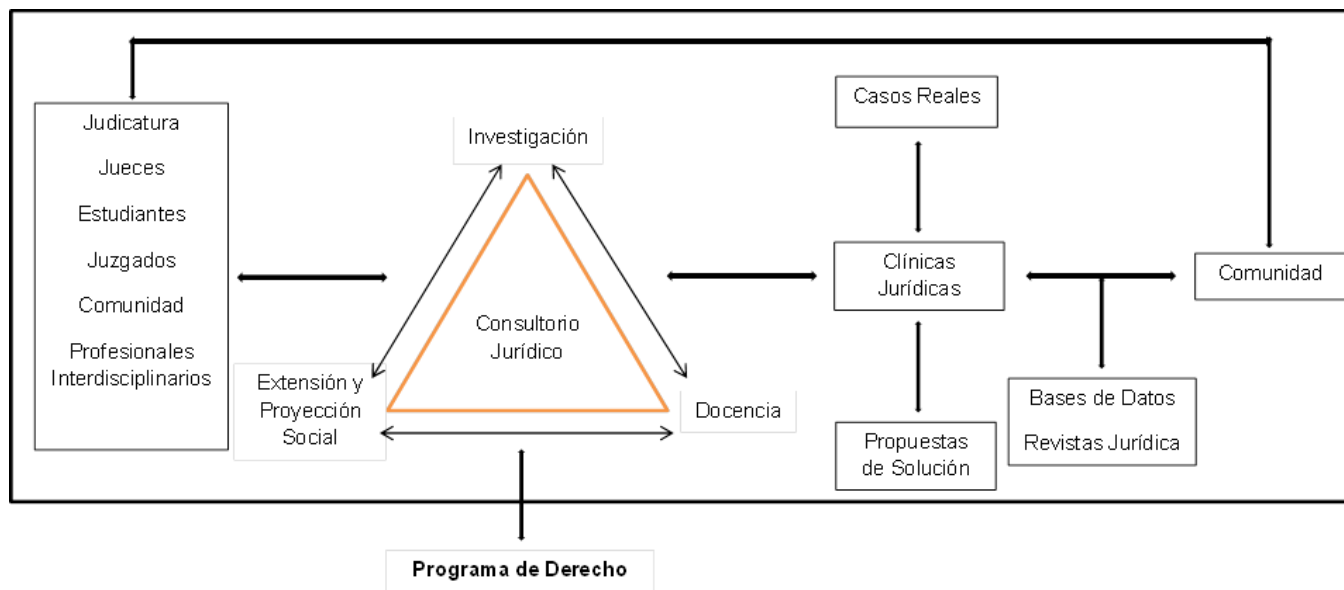 Judicatura
Jueces
Estudiantes
Juzgados
Comunidad
Profesionales
Interdisciplinarios
Investigación
Consultorio
Jurídico
Extensión y
Proyección
Social
Docencia
Casos Reales
Clínicas
Jurídicas
Propuestas
de Solución
Comunidad
Bases de Datos
Revistas Jurídica
Programa de Derecho